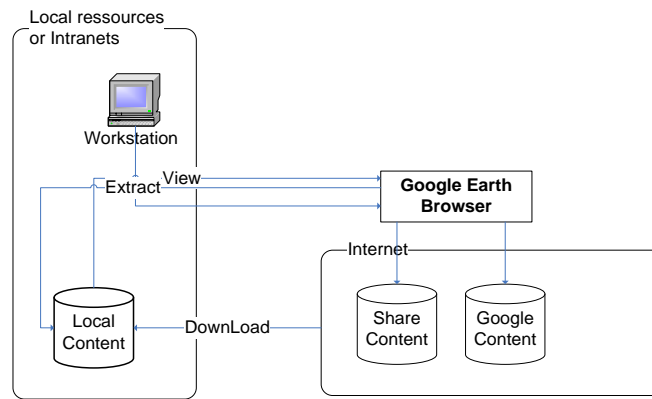 Local ressources
or Intranets
Workstation
View
Extract
Google Earth
Browser
Internet
Local
Content
DownLoad
Share
Content
Google
Content